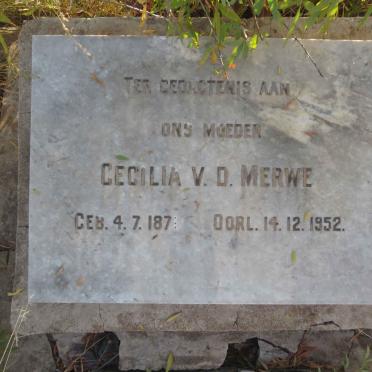 TER GEDAGTENIS AAN
ONS MOEDER
CECILIA V. D. MERWE
GEB. 4. 7. 187 OORL. 14. 12. 1952.